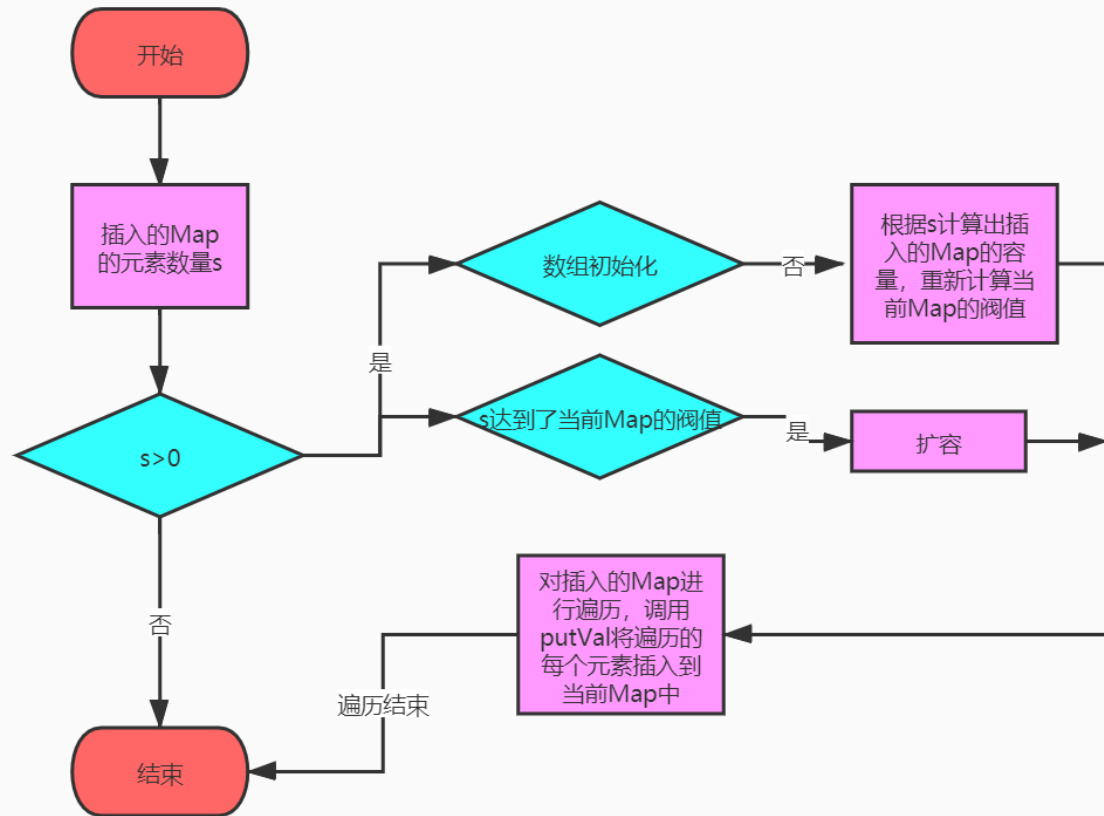 开始
插入的Map
的元素数量s
s>0
是
否
数组初始化
否
根据s计算出插
入的Map的容
量，重新计算当
前Map的阀值
s达到了当前Map的阀值
是
扩容
对插入的Map进
行遍历，调用
putVal将遍历的
每个元素插入到
当前Map中
遍历结束
结束